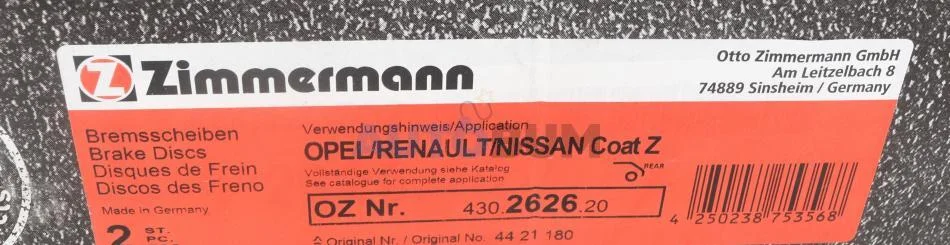 Z Zimmermann
Otto Zimmermann GmbH
Am Leitzelbach 8
74889 Sinsheim / Germany
Bremsscheiben
Brake Discs
Disques de Frein
Discos des Freno
Made in Germany
2 ST.
PC.
Verwendungshinweis/Application
OPEL/RENAULT/NISSAN Coat Z
Vollständige Verwendung siehe Katalog
See catalogue for complete application
REAR
OZ Nr. 430.2626.20
^ Original Nr. / Original No. 44 21 180
4 250238 753568